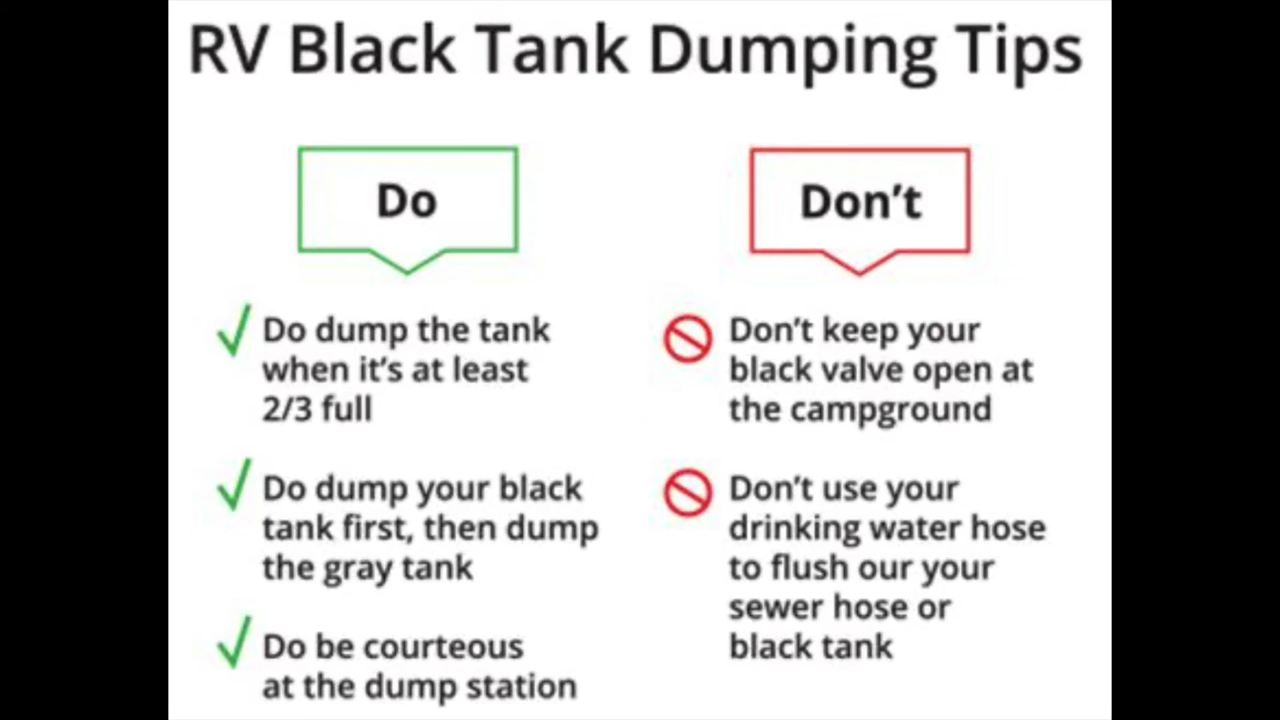 RV Black Tank Dumping Tips
Do
Do dump the tank
when it's at least
2/3 full
Do dump your black
tank first, then dump
the gray tank
Do be courteous
at the dump station
Don't
Don't keep your
black valve open at
the campground
Don't use your
drinking water hose
to flush our your
sewer hose or
black tank